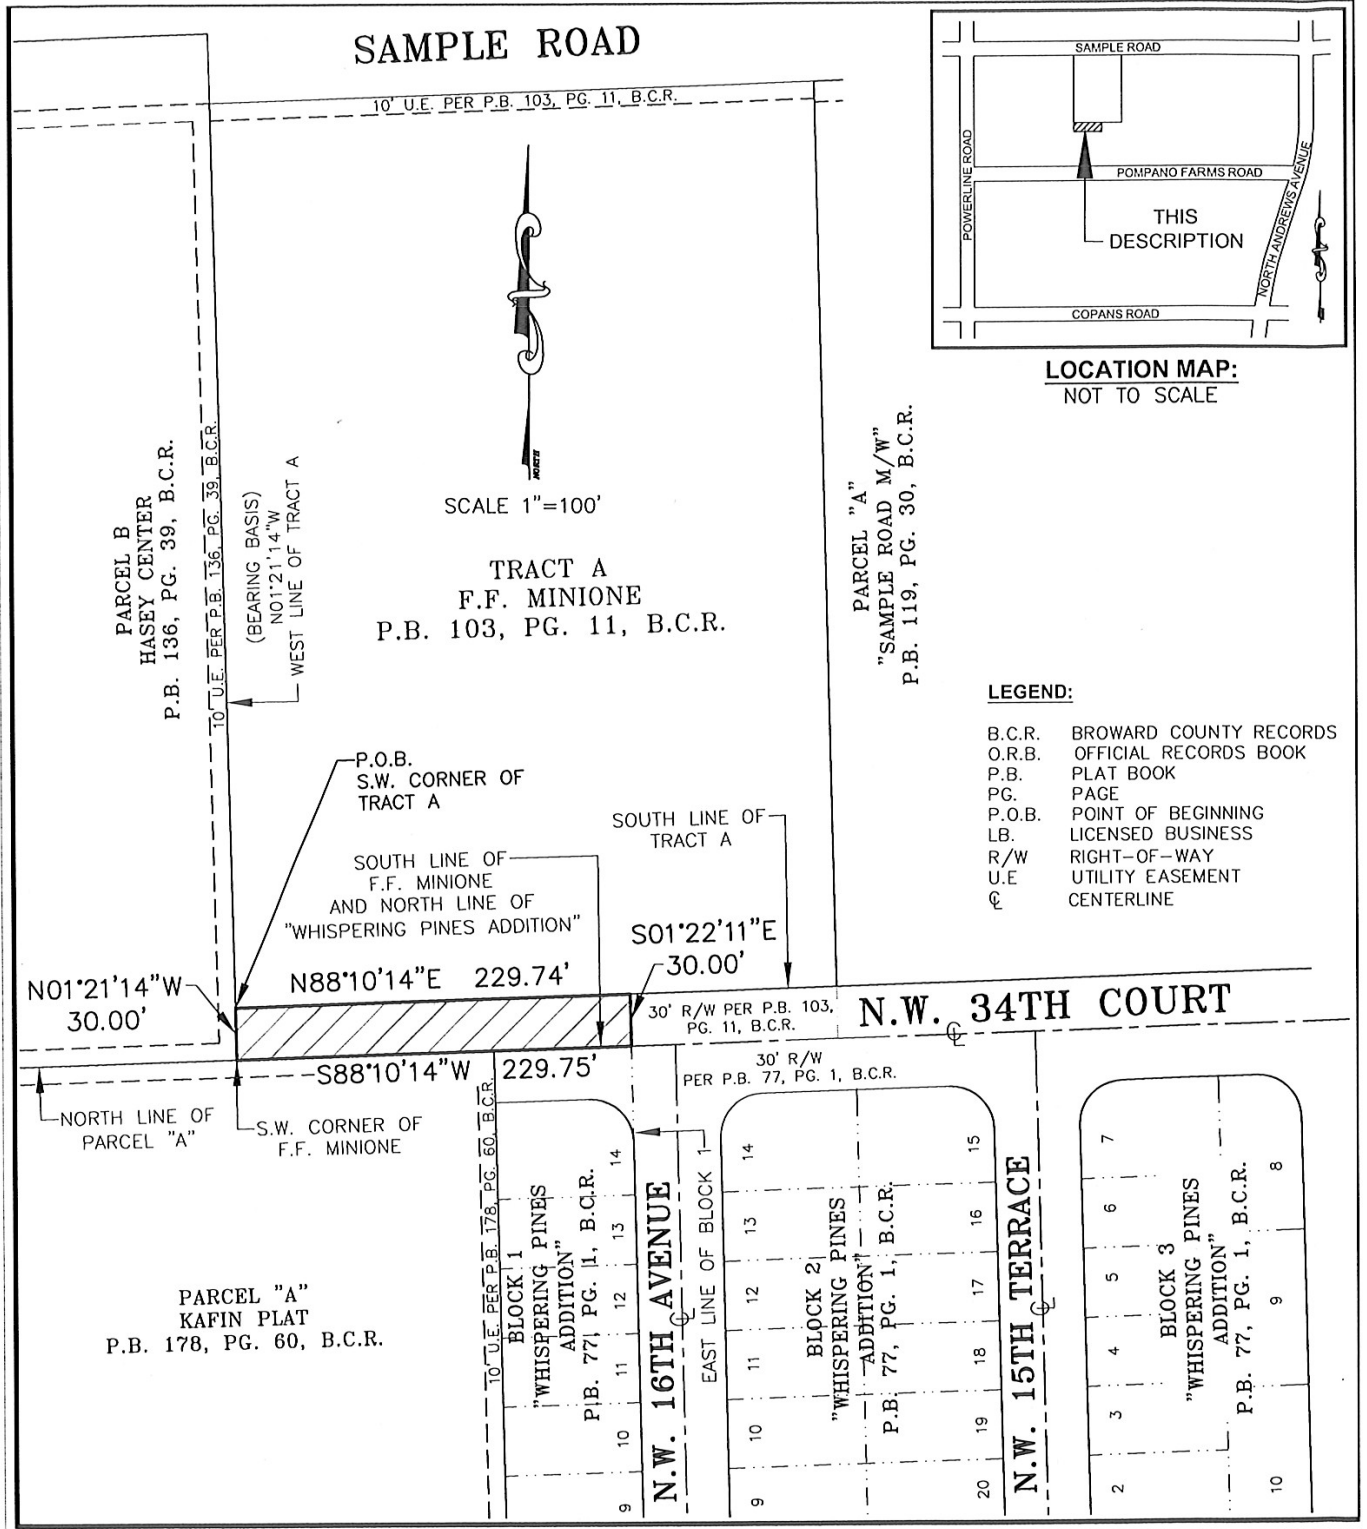 SAMPLE ROAD
10' U.E. PER P.B. 103, PG. 11, B.C.R.
SAMPLE ROAD
POWERLINE ROAD
POMPANO FARMS ROAD
NORTH ANDREWS AVENUE
THIS
DESCRIPTION
COPANS ROAD
LOCATION MAP:
NOT TO SCALE
NORTH
SCALE 1"=100'
TRACT A
F.F. MINIONE
P.B. 103, PG. 11, B.C.R.
PARCEL B
HASEY CENTER
P.B. 136, PG. 39, B.C.R.
10' U.E. PER P.B. 136, PG. 39, B.C.R.
(BEARING BASIS)
N01°21'14"W
WEST LINE OF TRACT A
PARCEL "A"
"SAMPLE ROAD M/W"
P.B. 119, PG. 30, B.C.R.
LEGEND:
B.C.R. BROWARD COUNTY RECORDS
O.R.B. OFFICIAL RECORDS BOOK
P.B. PLAT BOOK
PG. PAGE
P.O.B. POINT OF BEGINNING
LB. LICENSED BUSINESS
R/W RIGHT-OF-WAY
U.E UTILITY EASEMENT
℄ CENTERLINE
P.O.B.
S.W. CORNER OF
TRACT A
SOUTH LINE OF
TRACT A
SOUTH LINE OF
F.F. MINIONE
AND NORTH LINE OF
"WHISPERING PINES ADDITION"
S01°22'11"E
30.00'
N01°21'14"W
30.00'
N88°10'14"E 229.74'
30' R/W PER P.B. 103,
PG. 11, B.C.R.
N.W. 34TH COURT
℄
S88°10'14"W 229.75'
30' R/W
PER P.B. 77, PG. 1, B.C.R.
NORTH LINE OF
PARCEL "A"
S.W. CORNER OF
F.F. MINIONE
10' U.E. PER P.B. 178, PG. 60, B.C.R.
PARCEL "A"
KAFIN PLAT
P.B. 178, PG. 60, B.C.R.
BLOCK 1
"WHISPERING PINES
ADDITION"
P.B. 77, PG. 1, B.C.R.
14
13
12
11
10
9
N.W. 16TH AVENUE
℄
EAST LINE OF BLOCK 1
14
13
12
11
10
9
BLOCK 2
"WHISPERING PINES
ADDITION"
P.B. 77, PG. 1, B.C.R.
15
16
17
18
19
20
N.W. 15TH TERRACE
℄
7
6
5
4
3
2
BLOCK 3
"WHISPERING PINES
ADDITION"
P.B. 77, PG. 1, B.C.R.
8
9
10